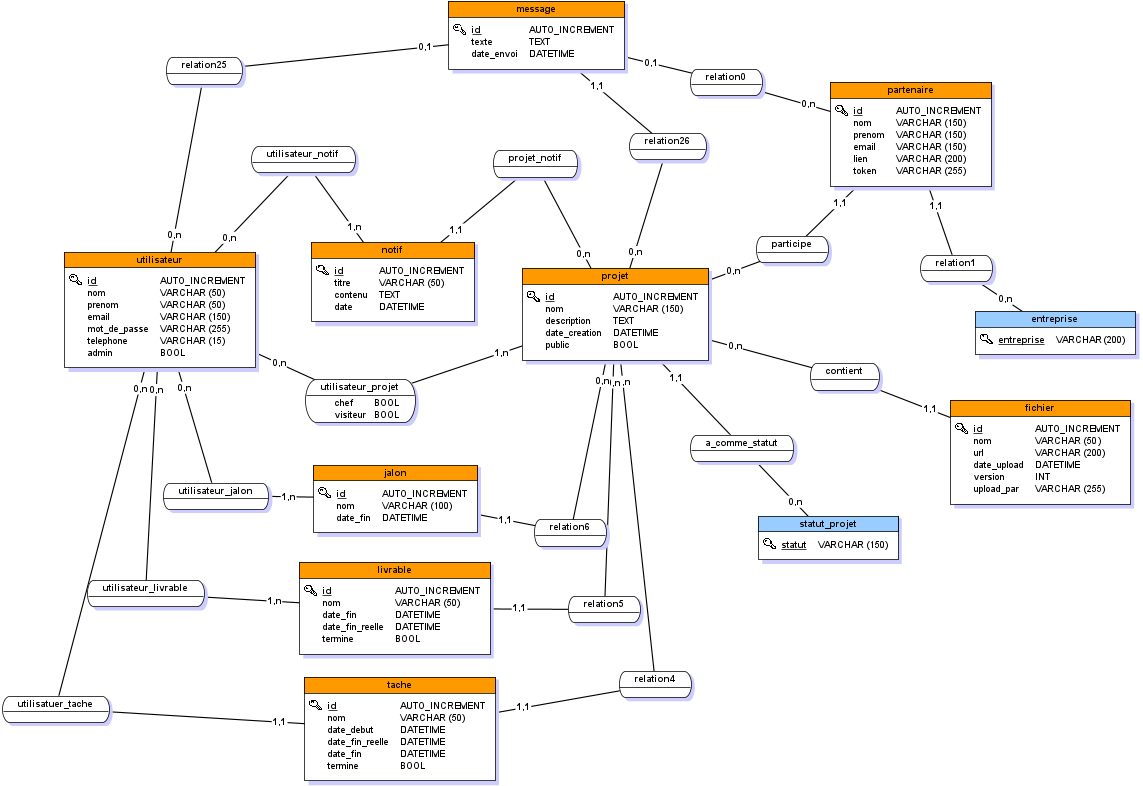 message
id AUTO_INCREMENT
texte TEXT
date_envoi DATETIME
0,1
0,1
1,1
relation25
relation0
0,n
partenaire
id AUTO_INCREMENT
nom VARCHAR (150)
prenom VARCHAR (150)
email VARCHAR (150)
lien VARCHAR (200)
token VARCHAR (255)
relation26
utilisateur_notif
projet_notif
1,1
1,1
0,n
0,n
1,n
1,1
0,n
0,n
participe
0,n
relation1
0,n
utilisateur
id AUTO_INCREMENT
nom VARCHAR (50)
prenom VARCHAR (50)
email VARCHAR (150)
mot_de_passe VARCHAR (255)
telephone VARCHAR (15)
admin BOOL
notif
id AUTO_INCREMENT
titre VARCHAR (50)
contenu TEXT
date DATETIME
projet
id AUTO_INCREMENT
nom VARCHAR (150)
description TEXT
date_creation DATETIME
public BOOL
entreprise
entreprise VARCHAR (200)
0,n
1,n
0,n
utilisateur_projet
chef BOOL
visiteur BOOL
contient
1,1
0,n
0,n
0,n
0,n
0,n
0,n
1,1
fichier
id AUTO_INCREMENT
nom VARCHAR (50)
url VARCHAR (200)
date_upload DATETIME
version INT
upload_par VARCHAR (255)
a_comme_statut
0,n
statut_projet
statut VARCHAR (150)
utilisateur_jalon
1,n
jalon
id AUTO_INCREMENT
nom VARCHAR (100)
date_fin DATETIME
1,1
relation6
utilisateur_livrable
1,n
livrable
id AUTO_INCREMENT
nom VARCHAR (50)
date_fin DATETIME
date_fin_reelle DATETIME
termine BOOL
1,1
relation5
utilisatuer_tache
1,1
tache
id AUTO_INCREMENT
nom VARCHAR (50)
date_debut DATETIME
date_fin_reelle DATETIME
date_fin DATETIME
termine BOOL
1,1
relation4